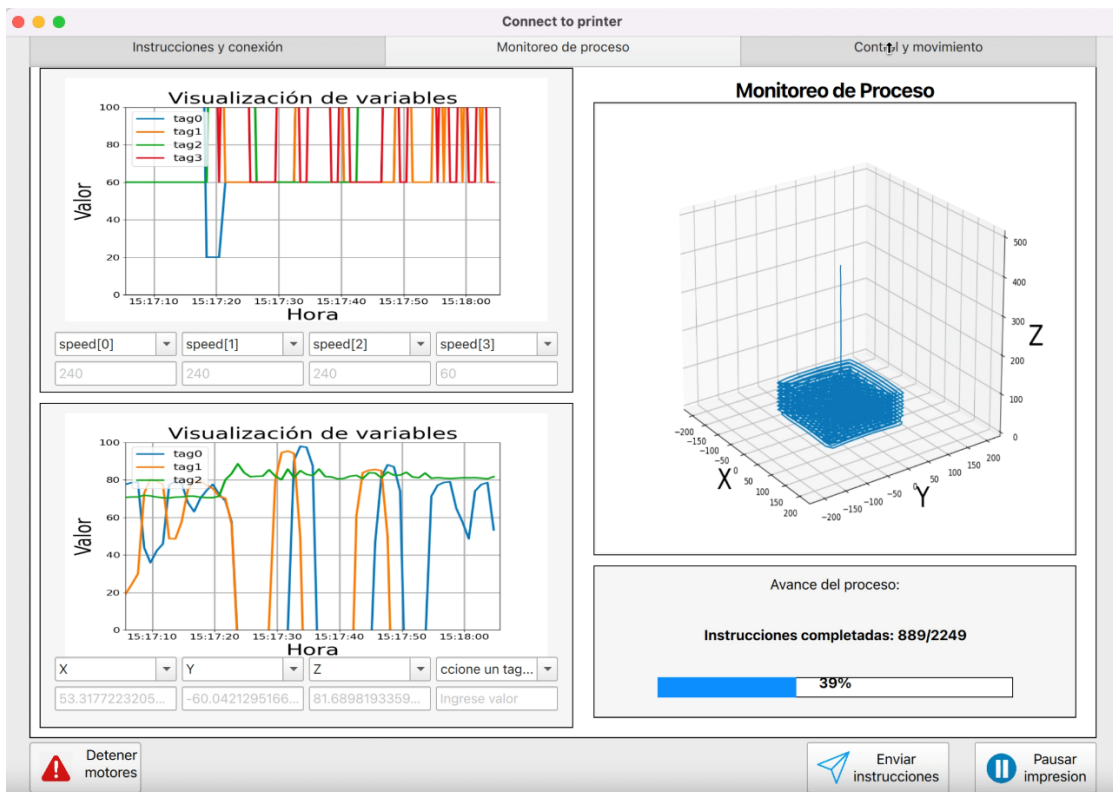 Connect to printer
Instrucciones y conexión
Monitoreo de proceso
Control y movimiento
Visualización de variables
100
80
60
40
20
0
tag0
tag1
tag2
tag3
Valor
15:17:10 15:17:20 15:17:30 15:17:40 15:17:50 15:18:00
Hora
speed[0] speed[1] speed[2] speed[3]
240 240 240 60
Visualización de variables
100
80
60
40
20
0
tag0
tag1
tag2
Valor
15:17:10 15:17:20 15:17:30 15:17:40 15:17:50 15:18:00
Hora
X Y Z ccione un tag...
53.3177223205... -60.0421295166... 81.6898193359... Ingrese valor
Monitoreo de Proceso
500
400
300
200
100
0
Z
−200 −150 −100 −50 0 50 100 150 200
X
−200 −150 −100 −50 0 50 100 150 200
Y
Avance del proceso:
Instrucciones completadas: 889/2249
39%
Detener
motores
Enviar
instrucciones
Pausar
impresion